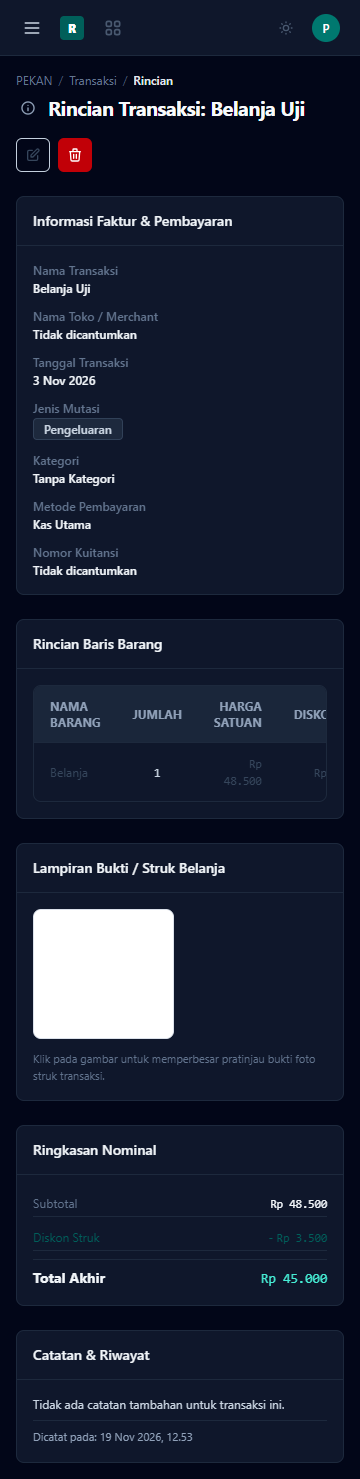 R
P
PEKAN / Transaksi / Rincian
Rincian Transaksi: Belanja Uji
Informasi Faktur & Pembayaran
Nama Transaksi
Belanja Uji
Nama Toko / Merchant
Tidak dicantumkan
Tanggal Transaksi
3 Nov 2026
Jenis Mutasi
Pengeluaran
Kategori
Tanpa Kategori
Metode Pembayaran
Kas Utama
Nomor Kuitansi
Tidak dicantumkan
Rincian Baris Barang
NAMA BARANG JUMLAH HARGA SATUAN
Belanja 1 Rp 48.500 Rp
Lampiran Bukti / Struk Belanja
Klik pada gambar untuk memperbesar pratinjau bukti foto
struk transaksi.
Ringkasan Nominal
Subtotal Rp 48.500
Diskon Struk -Rp 3.500
Total Akhir Rp 45.000
Catatan & Riwayat
Tidak ada catatan tambahan untuk transaksi ini.
Dicatat pada: 19 Nov 2026, 12.53